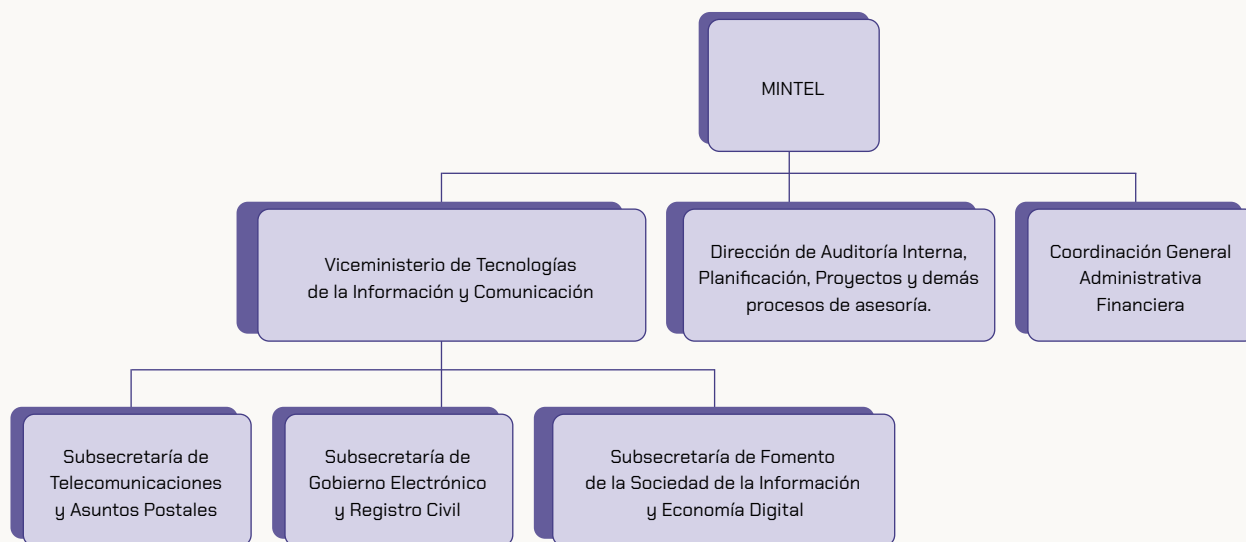 MINTEL
Viceministerio de Tecnologías
de la Información y Comunicación
Dirección de Auditoría Interna,
Planificación, Proyectos y demás
procesos de asesoría.
Coordinación General
Administrativa
Financiera
Subsecretaría de
Telecomunicaciones
y Asuntos Postales
Subsecretaría de
Gobierno Electrónico
y Registro Civil
Subsecretaría de Fomento
de la Sociedad de la Información
y Economía Digital